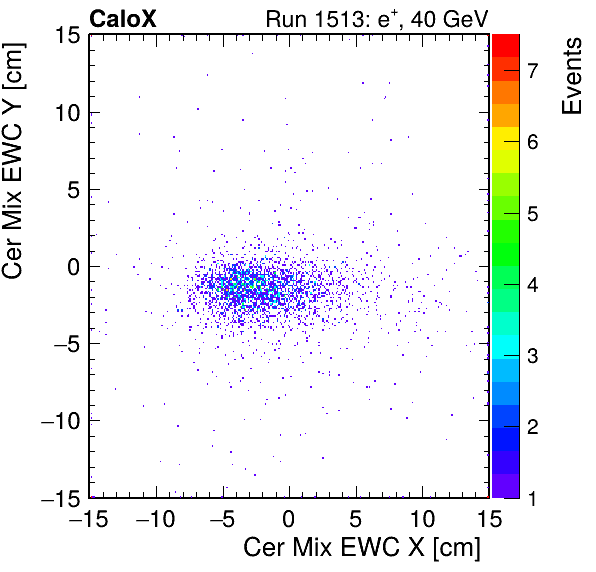 CaloX Run 1513: e+, 40 GeV
Cer Mix EWC Y [cm]
15
10
5
0
−5
−10
−15
−15 −10 −5 0 5 10 15
Cer Mix EWC X [cm]
Events
7
6
5
4
3
2
1